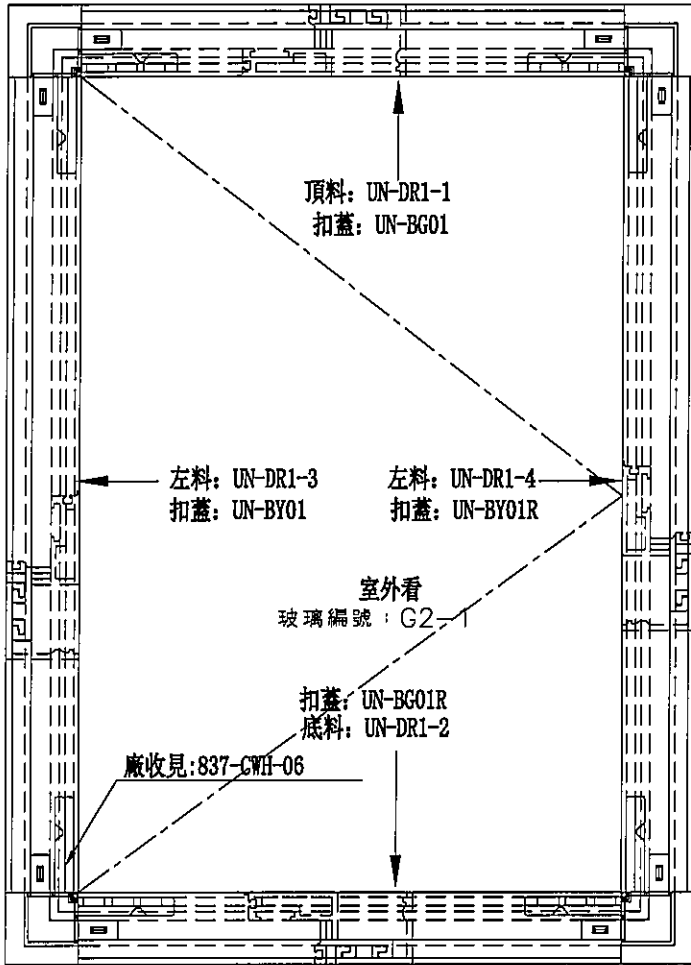 頂料: UN-DR1-1
扣蓋: UN-BG01
左料: UN-DR1-3
扣蓋: UN-BY01
左料: UN-DR1-4
扣蓋: UN-BY01R
室外看
玻璃編號：G2-1
扣蓋: UN-BG01R
底料: UN-DR1-2
廠收見:837-CWH-06